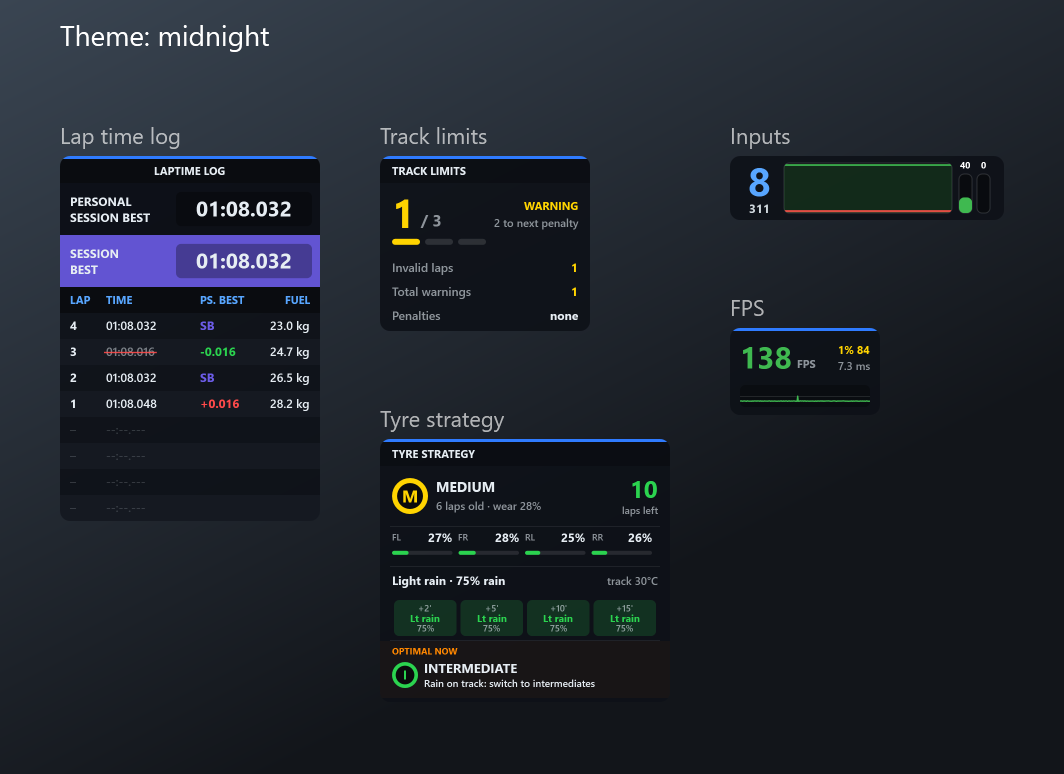 Theme: midnight
Lap time log
LAPTIME LOG
PERSONAL
SESSION BEST
01:08.032
SESSION
BEST
01:08.032
LAP TIME PS. BEST FUEL
4 01:08.032 SB 23.0 kg
3 01:08.016 -0.016 24.7 kg
2 01:08.032 SB 26.5 kg
1 01:08.048 +0.016 28.2 kg
– --:--.---
– --:--.---
– --:--.---
– --:--.---
Track limits
TRACK LIMITS
1 / 3
WARNING
2 to next penalty
Invalid laps 1
Total warnings 1
Penalties none
Tyre strategy
TYRE STRATEGY
M
MEDIUM
6 laps old · wear 28%
10
laps left
FL 27% FR 28% RL 25% RR 26%
Light rain · 75% rain track 30°C
+2' +5' +10' +15'
Lt rain Lt rain Lt rain Lt rain
75% 75% 75% 75%
OPTIMAL NOW
I
INTERMEDIATE
Rain on track: switch to intermediates
Inputs
8
311
40 0
FPS
138 FPS
1% 84
7.3 ms